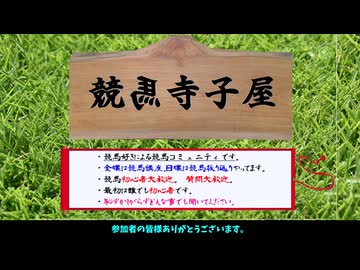 競馬寺子屋
・競馬好きによる競馬コミュニティです。
・金曜は競馬講座、日曜は競馬振り返りやってます。
・競馬初心者大歓迎。 質問大歓迎。
・最初は誰でも初心者です。
・恥ずかしがらずどんな事でも聞いてください。
参加者の皆様ありがとうございます。